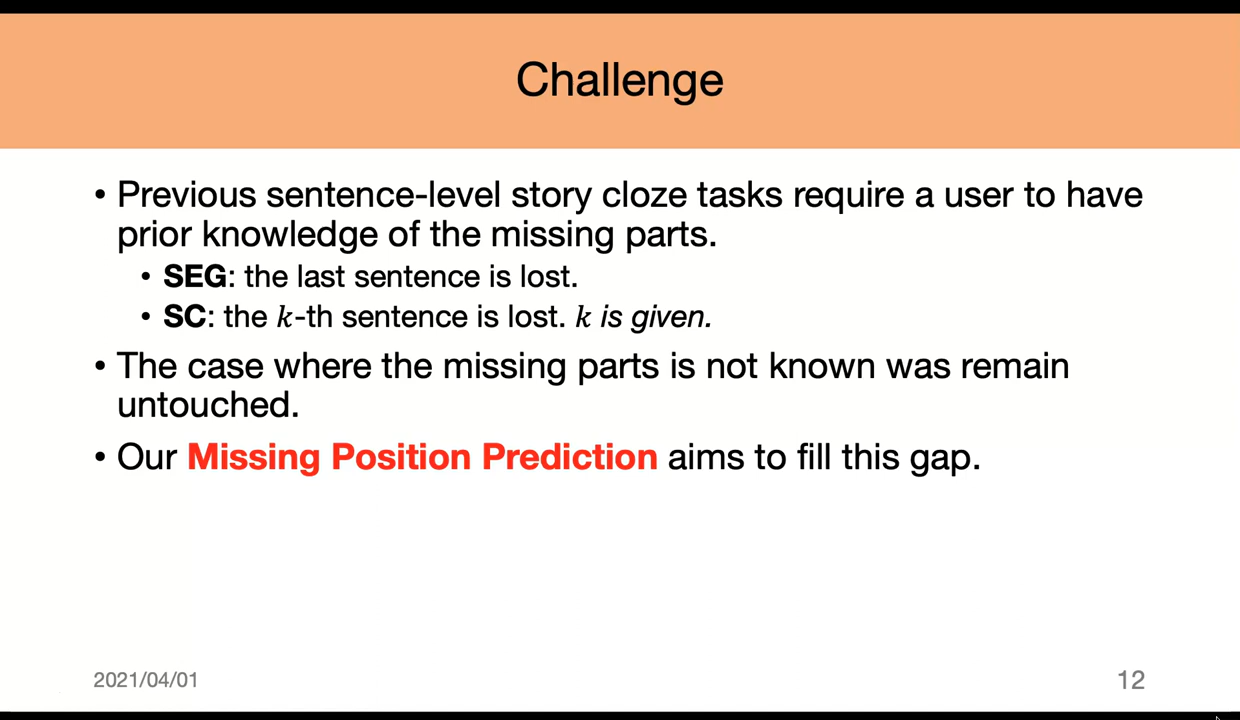 Challenge
• Previous sentence-level story cloze tasks require a user to have
prior knowledge of the missing parts.
• SEG: the last sentence is lost.
• SC: the k-th sentence is lost. k is given.
• The case where the missing parts is not known was remain
untouched.
• Our Missing Position Prediction aims to fill this gap.
2021/04/01
12